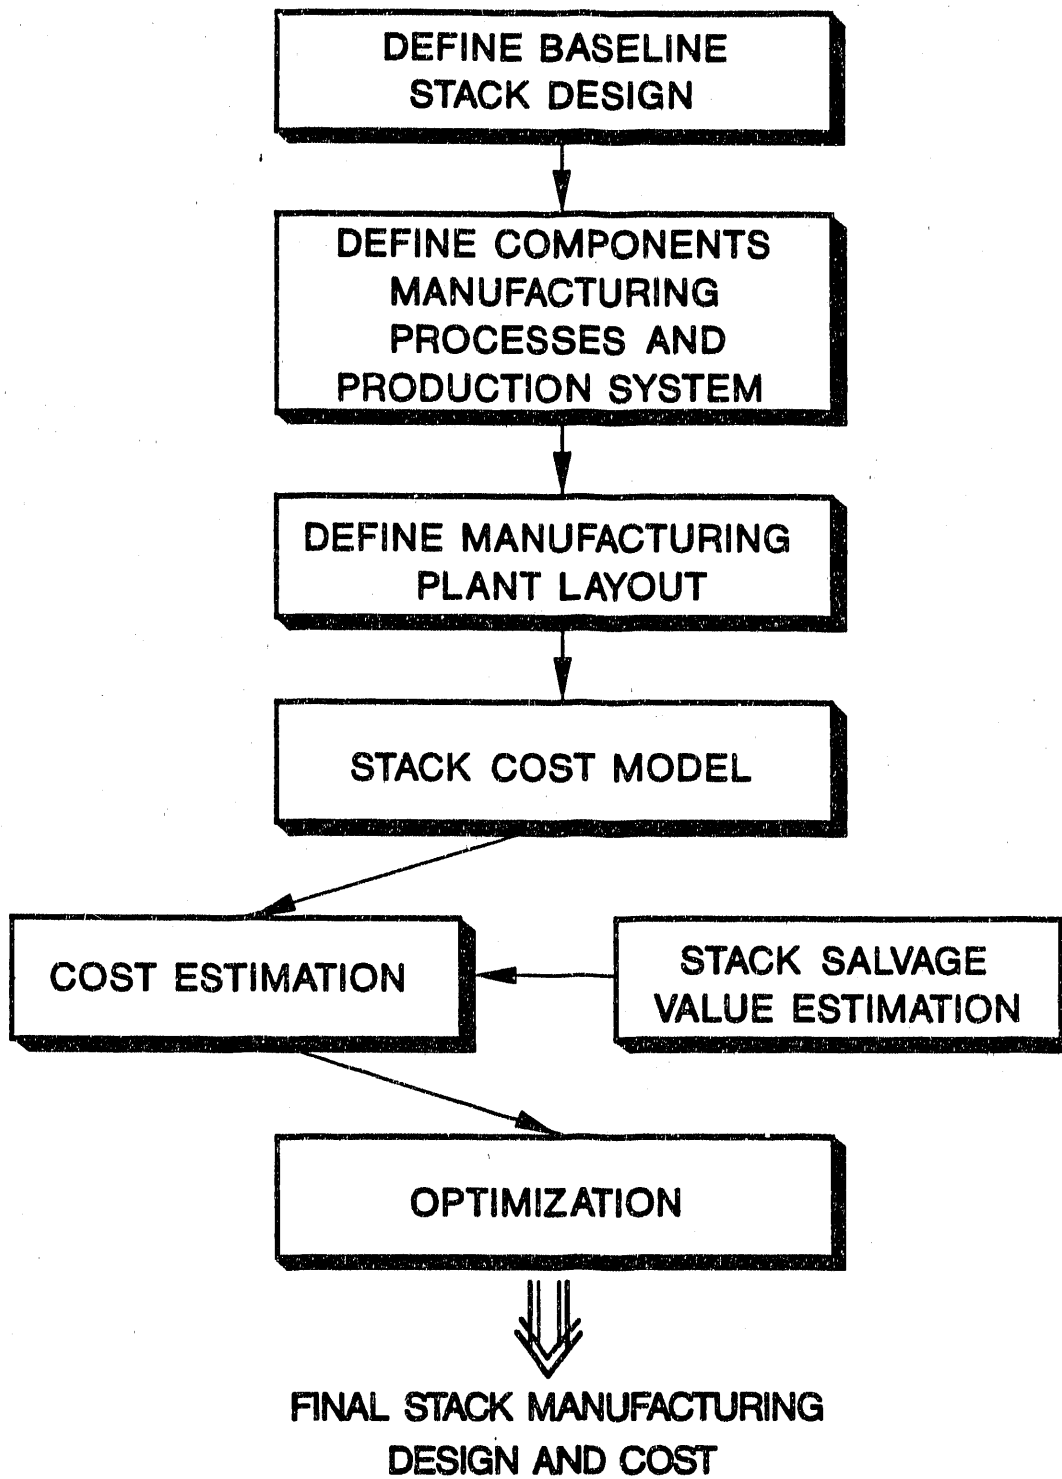 DEFINE BASELINE
STACK DESIGN
DEFINE COMPONENTS
MANUFACTURING
PROCESSES AND
PRODUCTION SYSTEM
DEFINE MANUFACTURING
PLANT LAYOUT
STACK COST MODEL
COST ESTIMATION
STACK SALVAGE
VALUE ESTIMATION
OPTIMIZATION
FINAL STACK MANUFACTURING
DESIGN AND COST